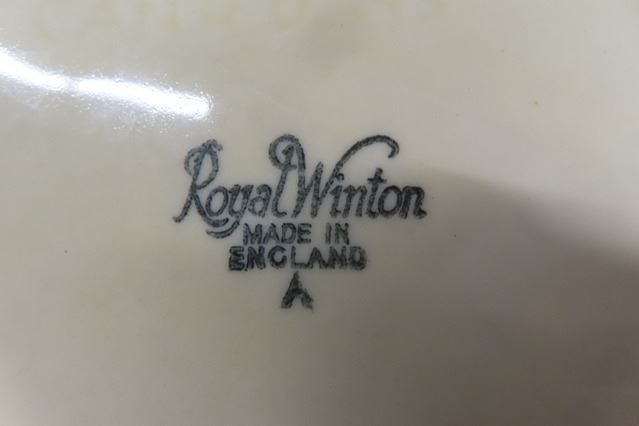 Royal Winton
MADE IN
ENGLAND
A